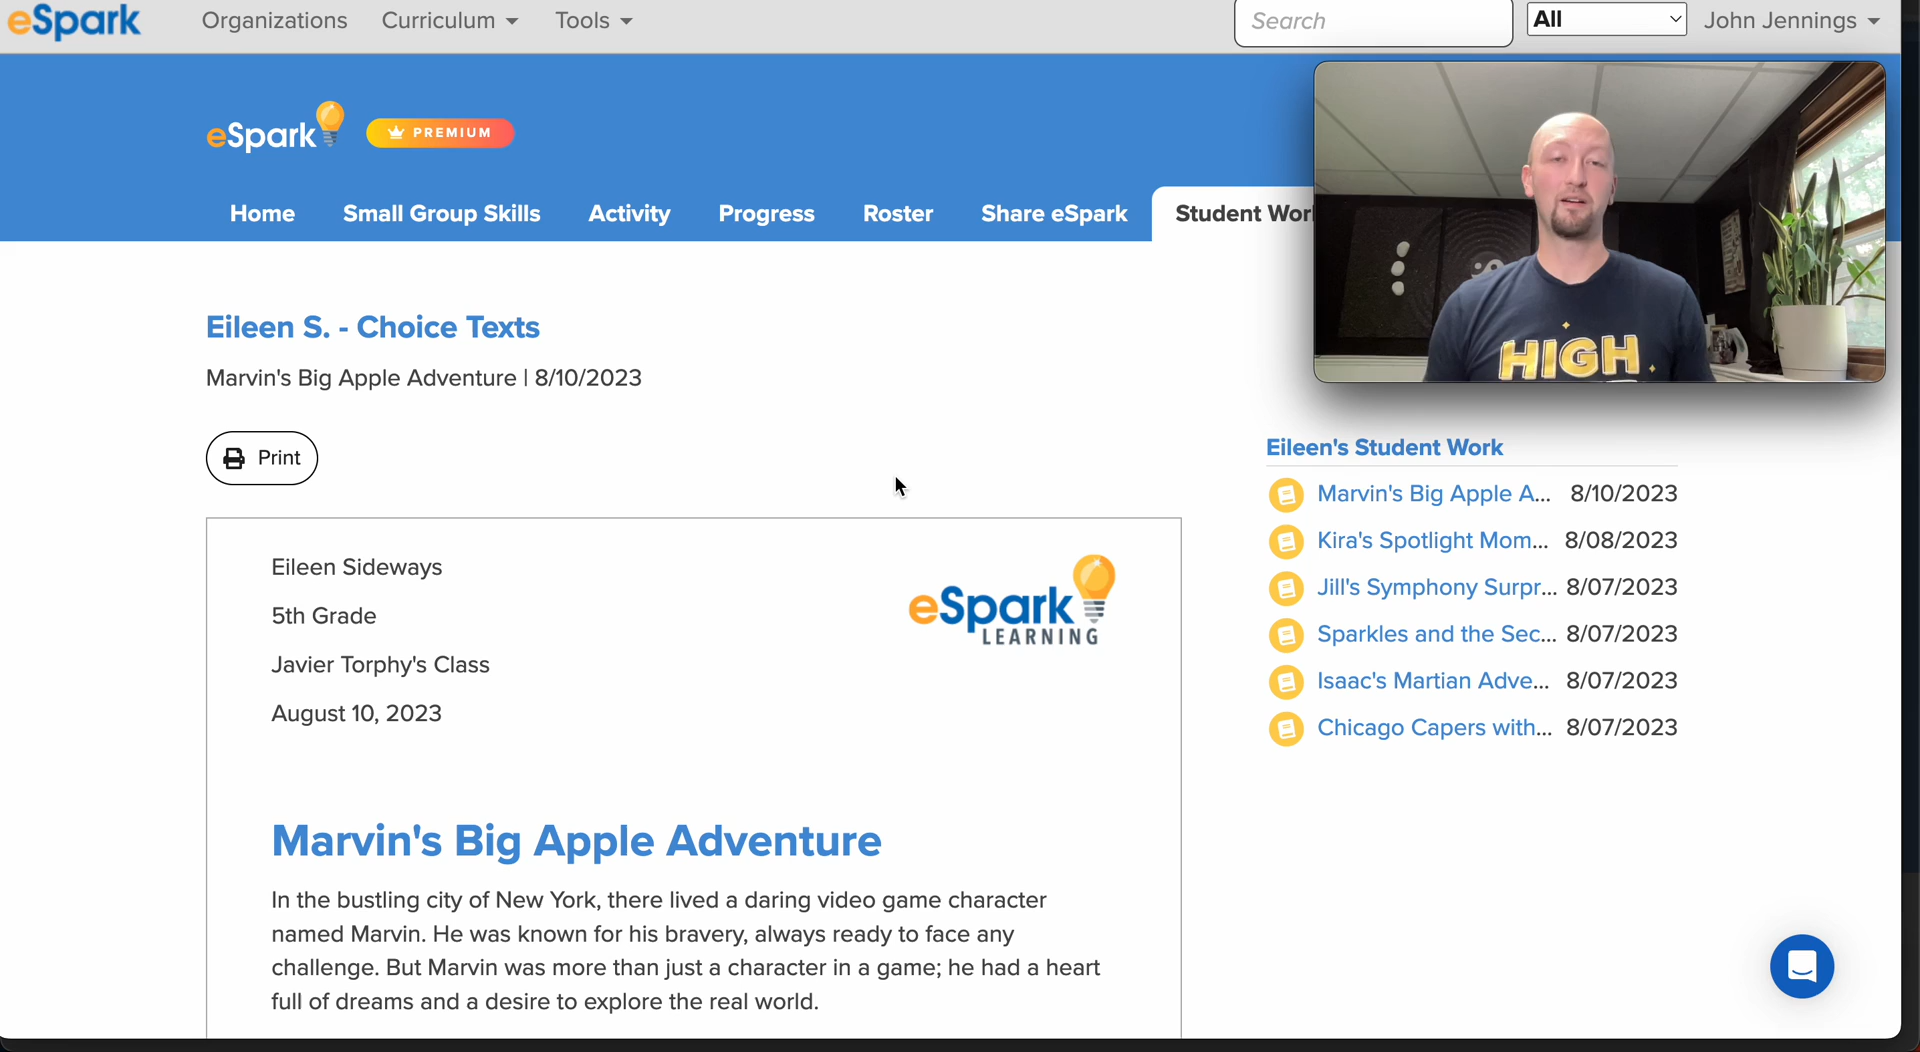 eSpark
Organizations
Curriculum
Tools
Search
All
John Jennings
eSpark
PREMIUM
Home
Small Group Skills
Activity
Progress
Roster
Share eSpark
Student Wor
HIGH
Eileen S. - Choice Texts
Marvin's Big Apple Adventure | 8/10/2023
Print
Eileen Sideways
5th Grade
Javier Torphy's Class
August 10, 2023
eSpark
LEARNING
Marvin's Big Apple Adventure
In the bustling city of New York, there lived a daring video game character
named Marvin. He was known for his bravery, always ready to face any
challenge. But Marvin was more than just a character in a game; he had a heart
full of dreams and a desire to explore the real world.
Eileen's Student Work
Marvin's Big Apple A... 8/10/2023
Kira's Spotlight Mom... 8/08/2023
Jill's Symphony Surpr... 8/07/2023
Sparkles and the Sec... 8/07/2023
Isaac's Martian Adve... 8/07/2023
Chicago Capers with... 8/07/2023